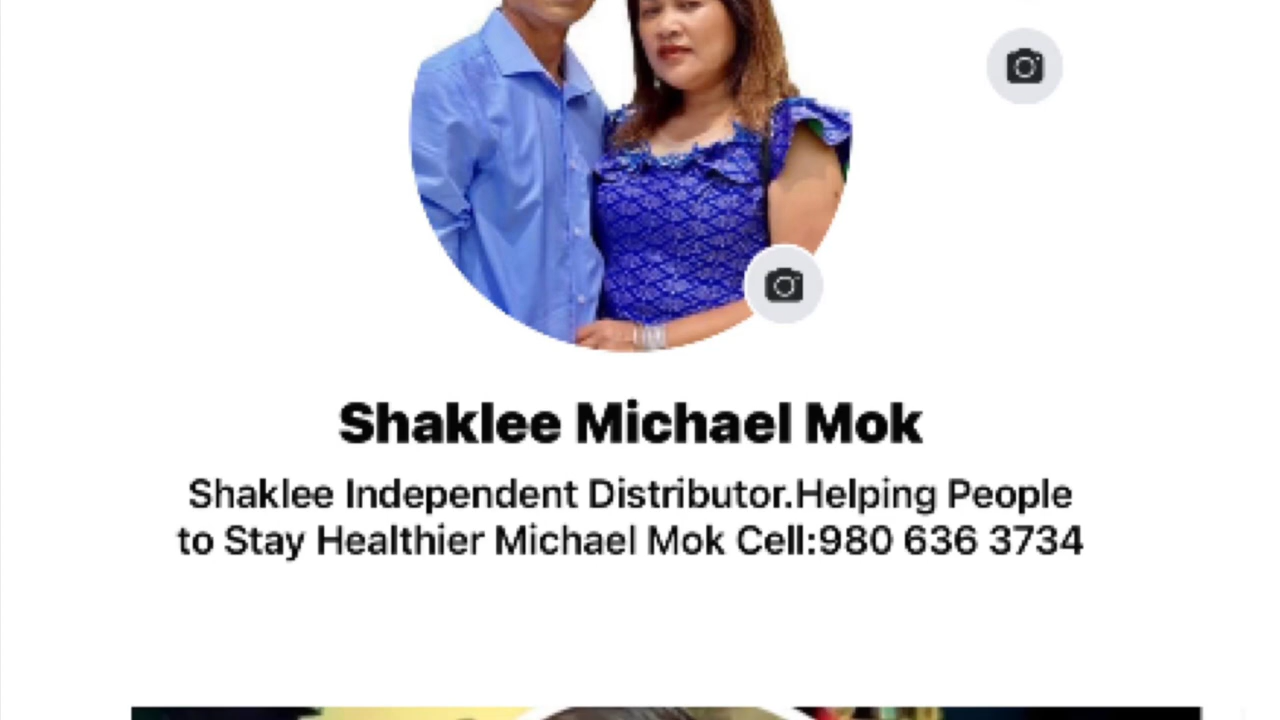 Shaklee Michael Mok
Shaklee Independent Distributor.Helping People
to Stay Healthier Michael Mok Cell:980 636 3734